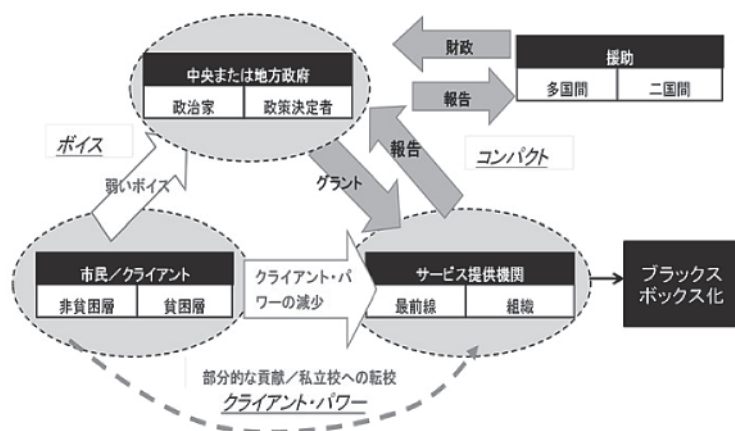 財政
援助
多国間
二国間
報告
中央または地方政府
政治家
政策決定者
ボイス
弱いボイス
グラント
報告
コンパクト
市民／クライアント
非貧困層
貧困層
クライアント・パ
ワーの減少
サービス提供機関
最前線
組織
ブラックス
ボックス化
部分的な貢献／私立校への転校
クライアント・パワー